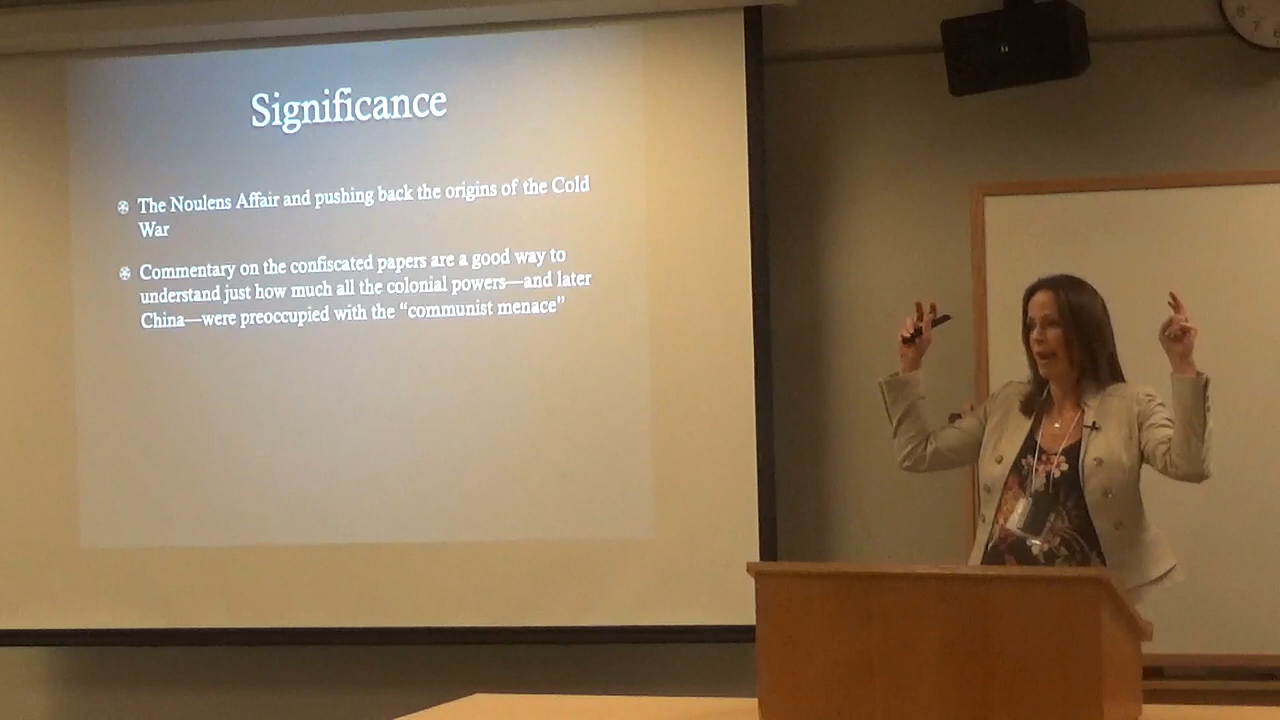 Significance
The Noulens Affair and pushing back the origins of the Cold
War
Commentary on the confiscated papers are a good way to
understand just how much all the colonial powers—and later
China—were preoccupied with the “communist menace”